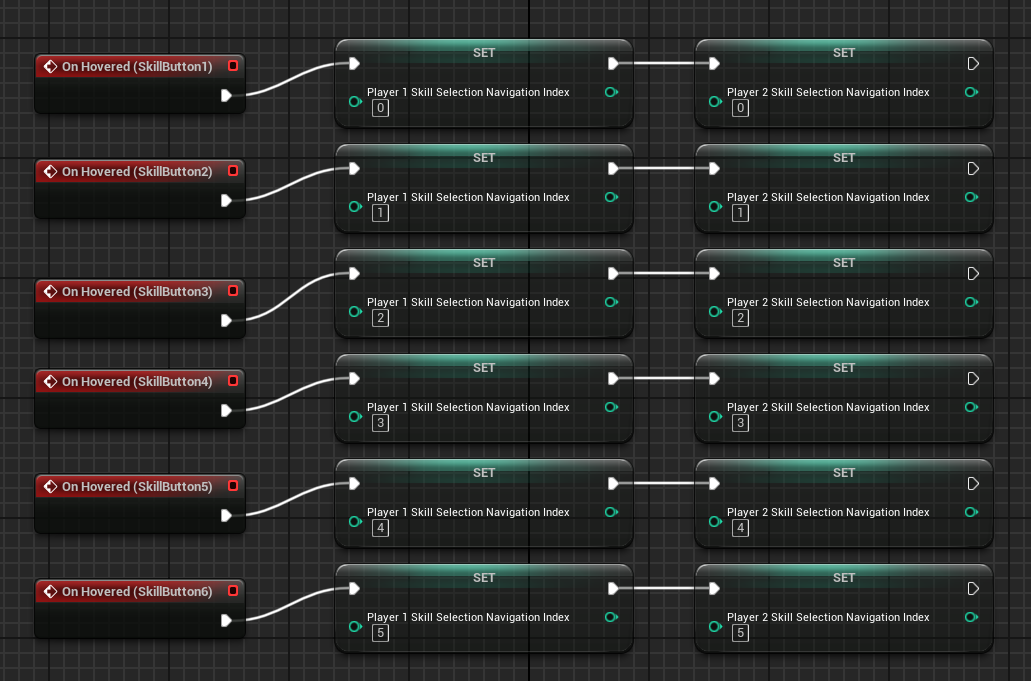 On Hovered (SkillButton1)
SET
Player 1 Skill Selection Navigation Index
0
SET
Player 2 Skill Selection Navigation Index
0
On Hovered (SkillButton2)
SET
Player 1 Skill Selection Navigation Index
1
SET
Player 2 Skill Selection Navigation Index
1
On Hovered (SkillButton3)
SET
Player 1 Skill Selection Navigation Index
2
SET
Player 2 Skill Selection Navigation Index
2
On Hovered (SkillButton4)
SET
Player 1 Skill Selection Navigation Index
3
SET
Player 2 Skill Selection Navigation Index
3
On Hovered (SkillButton5)
SET
Player 1 Skill Selection Navigation Index
4
SET
Player 2 Skill Selection Navigation Index
4
On Hovered (SkillButton6)
SET
Player 1 Skill Selection Navigation Index
5
SET
Player 2 Skill Selection Navigation Index
5